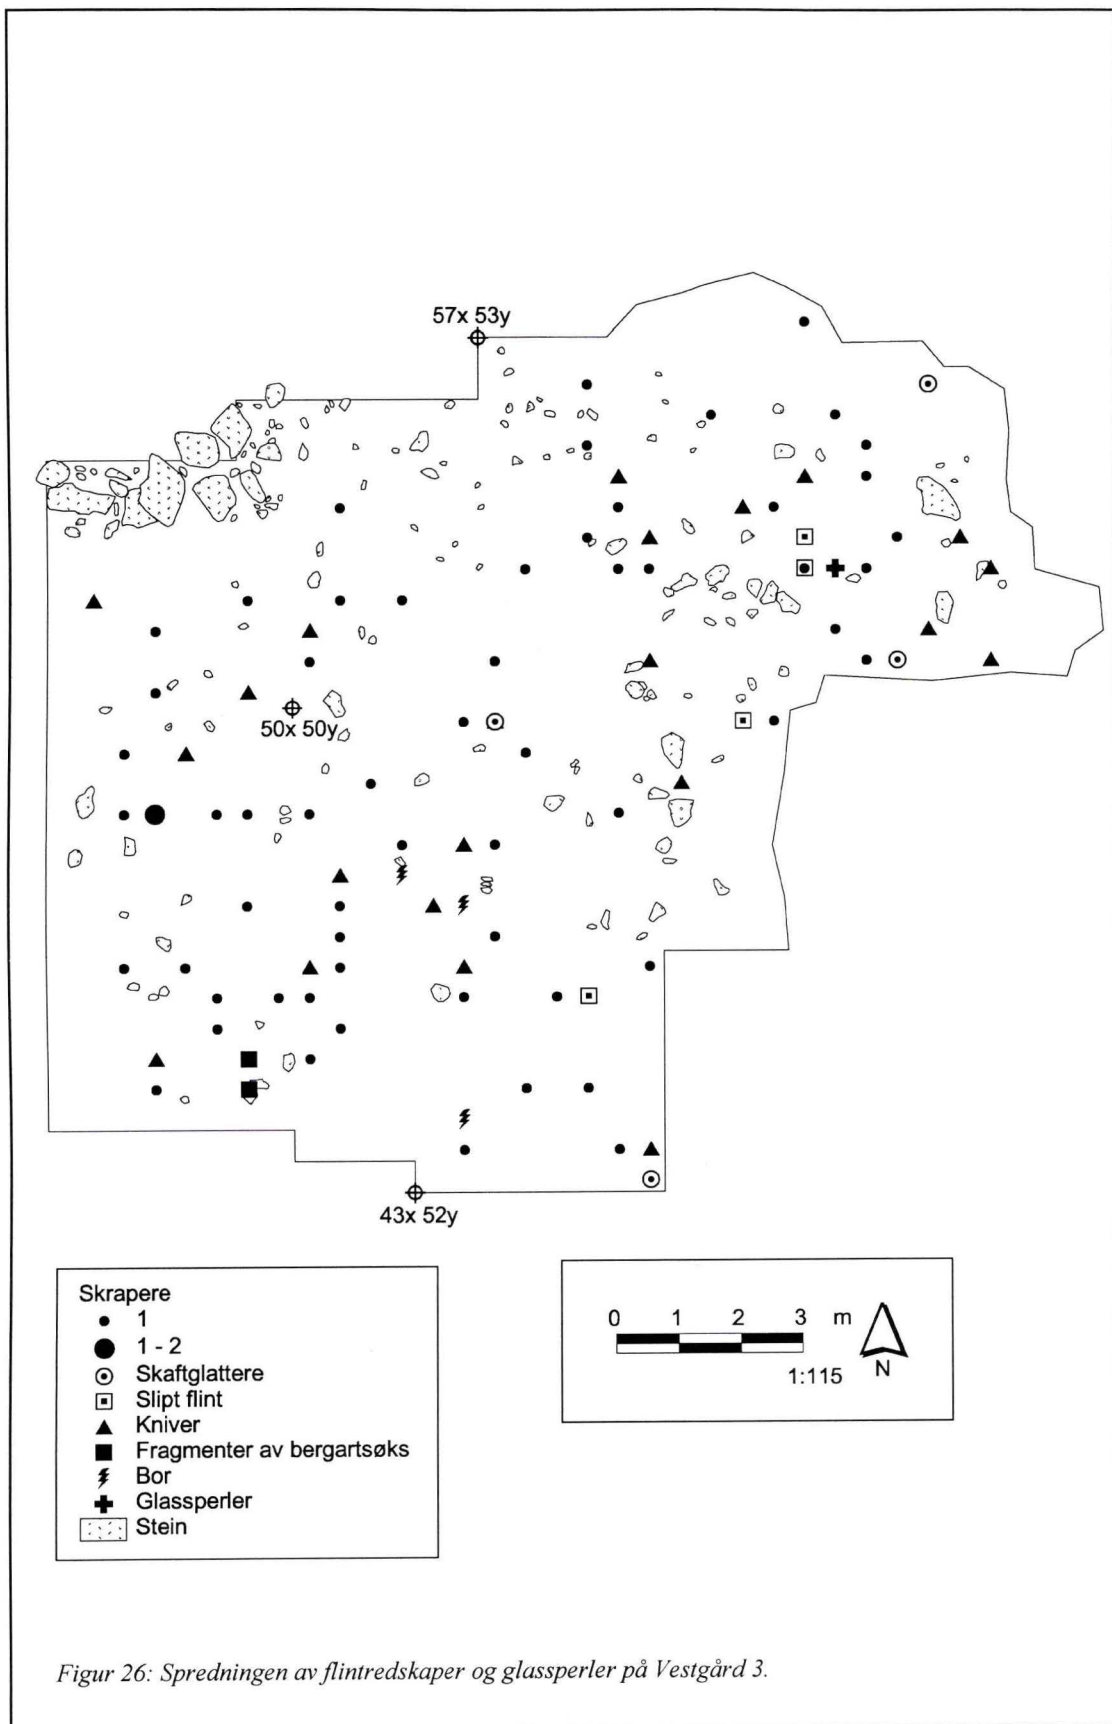 57x 53y
50x 50y
43x 52y
Skrapere
1
1 - 2
Skaftglattere
Slipt flint
Kniver
Fragmenter av bergartsøks
Bor
Glassperler
Stein
0 1 2 3 m
1:115
N
Figur 26: Spredningen av flintredskaper og glassperler på Vestgård 3.